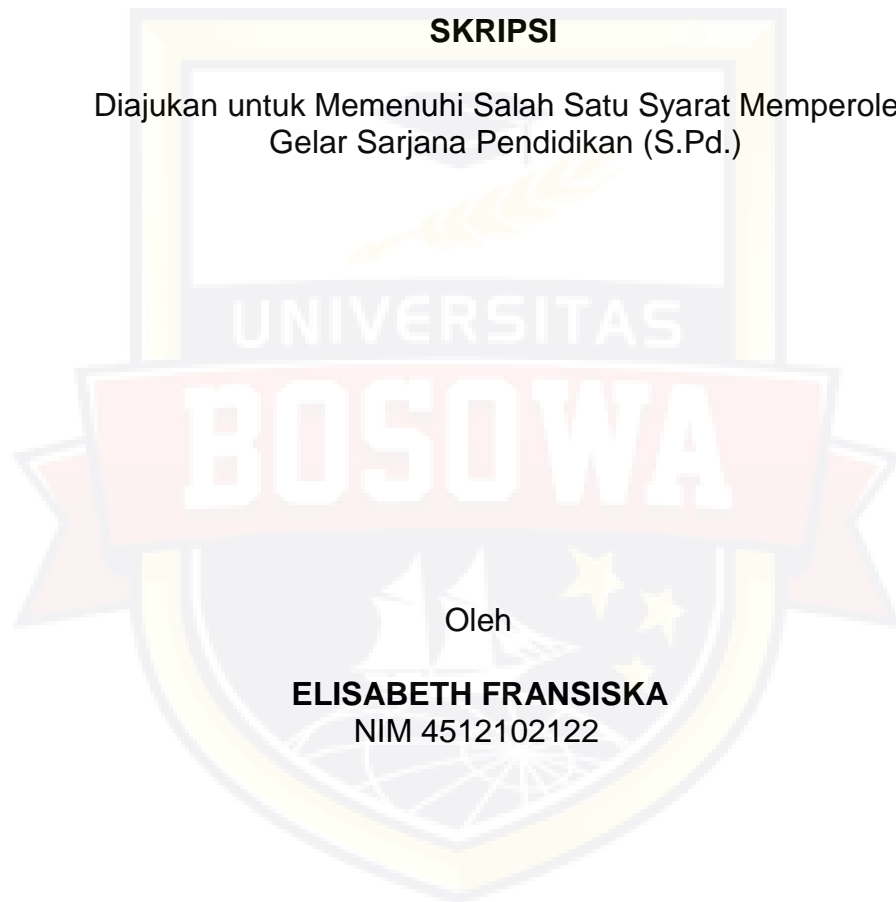 SKRIPSI
Diajukan untuk Memenuhi Salah Satu Syarat Memperole
Gelar Sarjana Pendidikan (S.Pd.)
UNIVERSITAS
BOSOWA
Oleh
ELISABETH FRANSISKA
NIM 4512102122